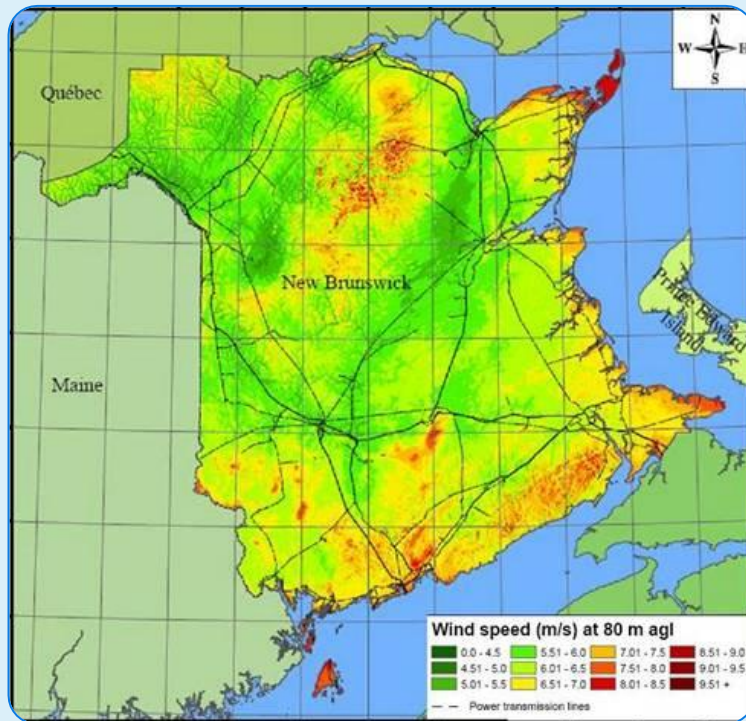 N
W E
S
Québec
New Brunswick
Prince Edward
Island
Maine
Wind speed (m/s) at 80 m agl
0.0 - 4.5 5.51 - 6.0 7.01 - 7.5 8.51 - 9.0
4.51 - 5.0 6.01 - 6.5 7.51 - 8.0 9.01 - 9.5
5.01 - 5.5 6.51 - 7.0 8.01 - 8.5 9.51 +
Power transmission lines